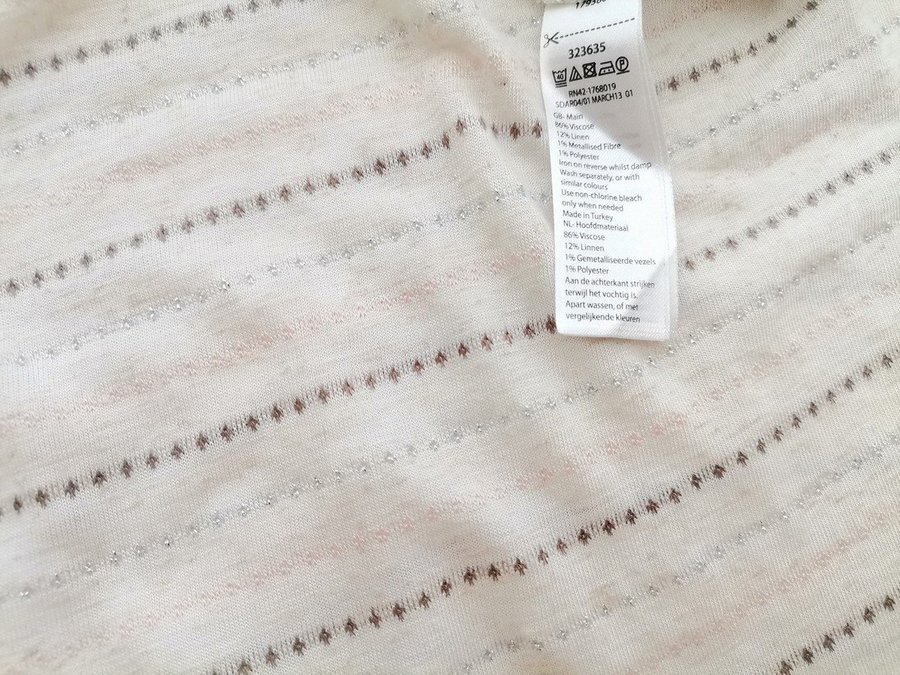 323635
40
P
RN42-1768019
SDAR04/01 MARCH13 01
GB- Main
86% Viscose
12% Linen
1% Metallised Fibre
1% Polyester
Iron on reverse whilst damp
Wash separately, or with
similar colours
Use non-chlorine bleach
only when needed
Made in Turkey
NL- Hoofdmateriaal
86% Viscose
12% Linnen
1% Gemetalliseerde vezels
1% Polyester
Aan de achterkant strijken
terwijl het vochtig is.
Apart wassen, of met
vergelijkende kleuren